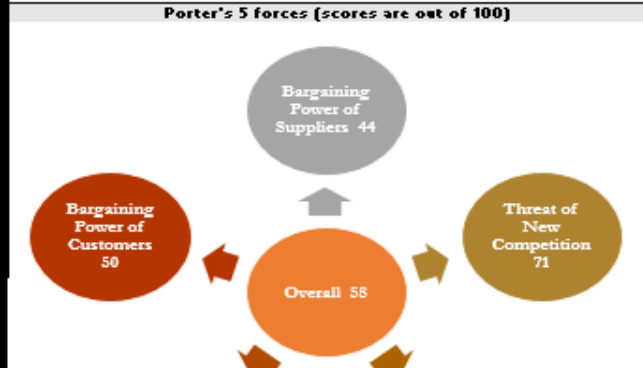 Porter's 5 forces (scores are out of 100)
Bargaining
Power of
Suppliers 44
Bargaining
Power of
Customers
50
Threat of
New
Competition
71
Overall 58